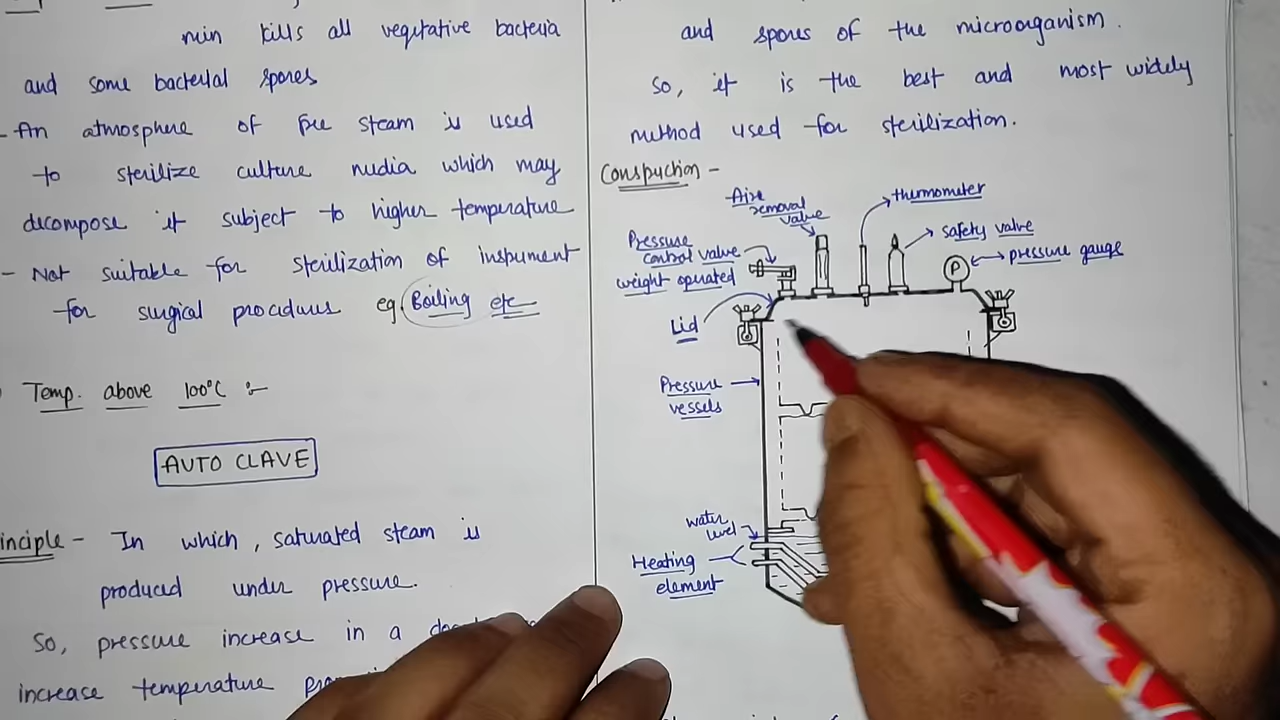 min kills all vegetative bacteria
and some bacterial spores
- An atmosphere of free steam is used
to sterilize culture media which may
decompose it subject to higher temperature
- Not suitable for sterilization of instrument
for surgical procedures eg. Boiling etc
Temp. above 100°C :-
AUTO CLAVE
inciple - In which, saturated steam is
produced under pressure.
So, pressure increase in a
increase temperature
and spores of the microorganism.
So, it is the best and most widely
method used for sterilization.
Construction -
Aire
removal
valve
thermometer
safety valve
pressure gauge
P
Pressure
control valve
weight operated
Lid
Pressure
vessels
water
level
Heating
element